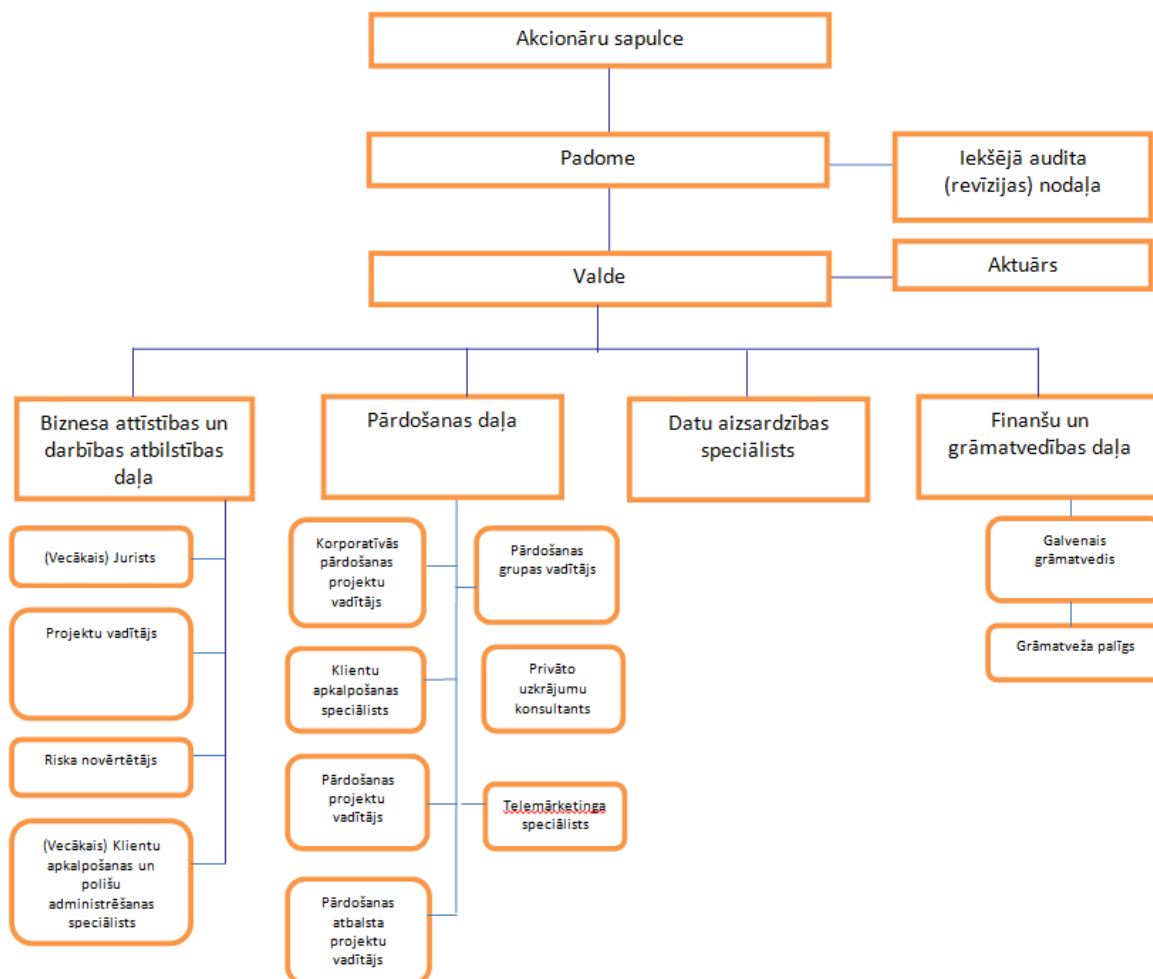 Akcionāru sapulce
Padome
Iekšējā audita
(revīzijas) nodaļa
Valde
Aktuārs
Biznesa attīstības un
darbības atbilstības
daļa
Pārdošanas daļa
Datu aizsardzības
speciālists
Finanšu un
grāmatvedības daļa
(Vecākais) Jurists
Projektu vadītājs
Riska novērtētājs
(Vecākais) Klientu
apkalpošanas un
polišu
administrēšanas
speciālists
Korporatīvās
pārdošanas
projektu
vadītājs
Pārdošanas
grupas vadītājs
Klientu
apkalpošanas
speciālists
Privāto
uzkrājumu
konsultants
Pārdošanas
projektu
vadītājs
Telemārketinga
speciālists
Pārdošanas
atbalsta
projektu
vadītājs
Galvenais
grāmatvedis
Grāmatveža palīgs